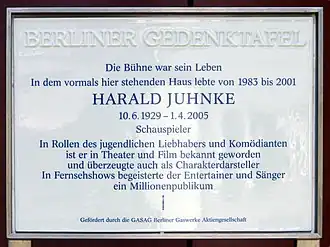 BERLINER GEDENKTAFEL
Die Bühne war sein Leben
In dem vormals hier stehenden Haus lebte von 1983 bis 2001
HARALD JUHNKE
10.6.1929 – 1.4.2005
Schauspieler
In Rollen des jugendlichen Liebhabers und Komödianten
ist er in Theater und Film bekannt geworden
und überzeugte auch als Charakterdarsteller
In Fernsehshows begeisterte der Entertainer und Sänger
ein Millionenpublikum
Gefördert durch die GASAG Berliner Gaswerke Aktiengesellschaft